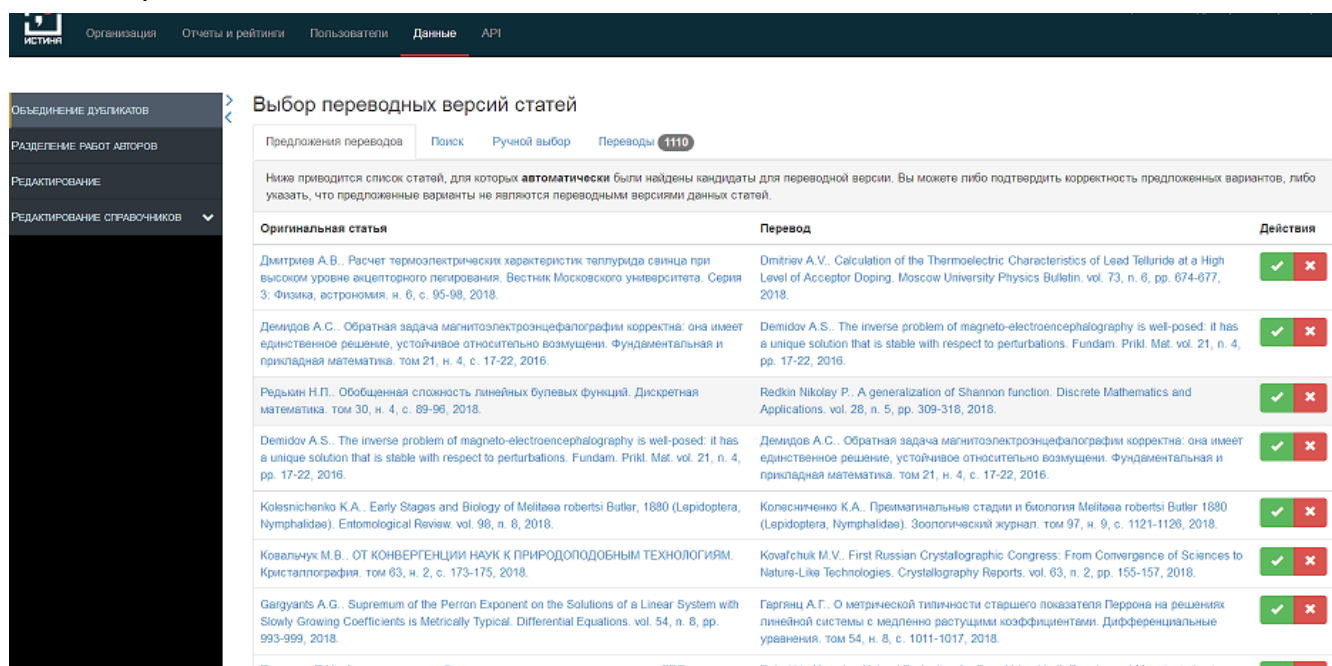 ИСТИНА
Организация Отчеты и рейтинги Пользователи Данные API
Объединение дубликатов
Разделение работ авторов
Редактирование
Редактирование справочников
Выбор переводных версий статей
Предложения переводов Поиск Ручной выбор Переводы 1110
Ниже приводится список статей, для которых автоматически были найдены кандидаты для переводной версии. Вы можете либо подтвердить корректность предложенных вариантов, либо
указать, что предложенные варианты не являются переводными версиями данных статей.
Оригинальная статья Перевод Действия
Дмитриев А.В.. Расчет термоэлектрических характеристик теллурида свинца при
высоком уровне акцепторного легирования. Вестник Московского университета. Серия
3: Физика, астрономия. н. 6, с. 95-98, 2018.
Dmitriev A.V.. Calculation of the Thermoelectric Characteristics of Lead Telluride at a High
Level of Acceptor Doping. Moscow University Physics Bulletin. vol. 73, n. 6, pp. 674-677,
2018.
Демидов А.С.. Обратная задача магнитоэлектроэнцефалографии корректна: она имеет
единственное решение, устойчивое относительно возмущени. Фундаментальная и
прикладная математика. том 21, н. 4, с. 17-22, 2016.
Demidov A.S.. The inverse problem of magneto-electroencephalography is well-posed: it has
a unique solution that is stable with respect to perturbations. Fundam. Prikl. Mat. vol. 21, n. 4,
pp. 17-22, 2016.
Редькин Н.П.. Обобщенная сложность линейных булевых функций. Дискретная
математика. том 30, н. 4, с. 89-96, 2018.
Redkin Nikolay P.. A generalization of Shannon function. Discrete Mathematics and
Applications. vol. 28, n. 5, pp. 309-318, 2018.
Demidov A.S.. The inverse problem of magneto-electroencephalography is well-posed: it has
a unique solution that is stable with respect to perturbations. Fundam. Prikl. Mat. vol. 21, n. 4,
pp. 17-22, 2016.
Демидов А.С.. Обратная задача магнитоэлектроэнцефалографии корректна: она имеет
единственное решение, устойчивое относительно возмущени. Фундаментальная и
прикладная математика. том 21, н. 4, с. 17-22, 2016.
Kolesnichenko K.A.. Early Stages and Biology of Melitaea robertsi Butler, 1880 (Lepidoptera,
Nymphalidae). Entomological Review. vol. 98, n. 8, 2018.
Колесниченко К.А.. Преимагинальные стадии и биология Melitaea robertsi Butler 1880
(Lepidoptera, Nymphalidae). Зоологический журнал. том 97, н. 9, с. 1121-1126, 2018.
Ковальчук М.В.. ОТ КОНВЕРГЕНЦИИ НАУК К ПРИРОДОПОДОБНЫМ ТЕХНОЛОГИЯМ.
Кристаллография. том 63, н. 2, с. 173-175, 2018.
Koval'chuk M.V.. First Russian Crystallographic Congress: From Convergence of Sciences to
Nature-Like Technologies. Crystallography Reports. vol. 63, n. 2, pp. 155-157, 2018.
Gargyants A.G.. Supremum of the Perron Exponent on the Solutions of a Linear System with
Slowly Growing Coefficients is Metrically Typical. Differential Equations. vol. 54, n. 8, pp.
993-999, 2018.
Гаргянц А.Г.. О метрической типичности старшего показателя Перрона на решениях
линейной системы с медленно растущими коэффициентами. Дифференциальные
уравнения. том 54, н. 8, с. 1011-1017, 2018.